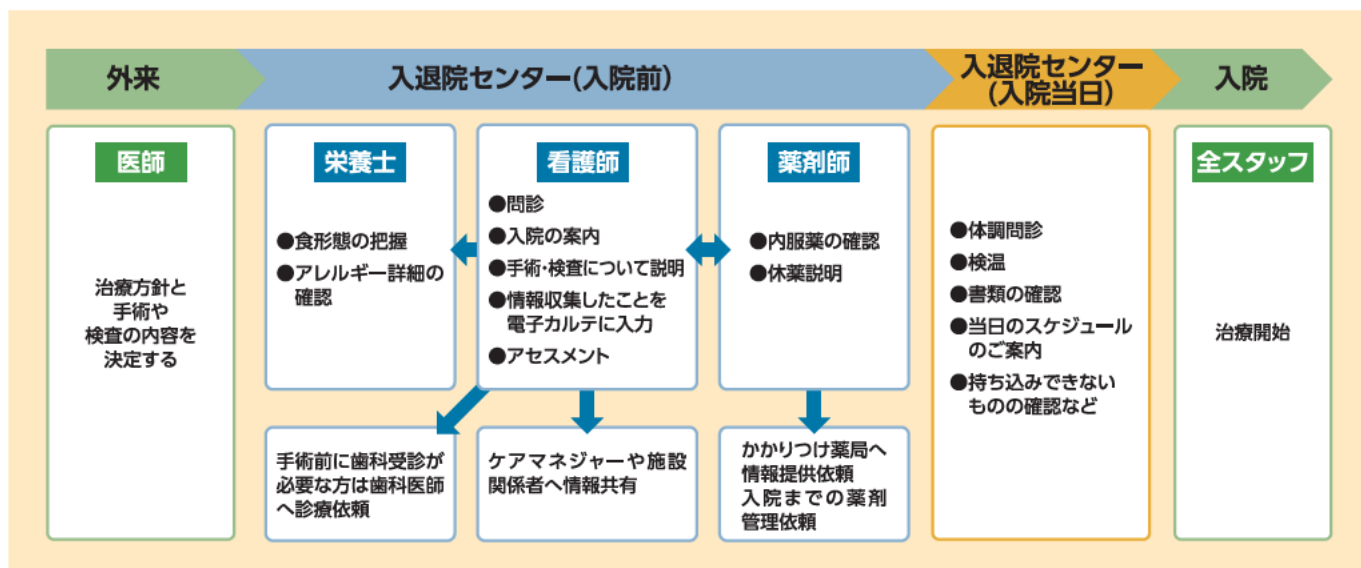 外来
入退院センター(入院前)
入退院センター
(入院当日)
入院
医師
治療方針と
手術や
検査の内容を
決定する
栄養士
●食形態の把握
●アレルギー詳細の
確認
看護師
●問診
●入院の案内
●手術・検査について説明
●情報収集したことを
電子カルテに入力
●アセスメント
薬剤師
●内服薬の確認
●休薬説明
手術前に歯科受診が
必要な方は歯科医師
へ診療依頼
ケアマネジャーや施設
関係者へ情報共有
かかりつけ薬局へ
情報提供依頼
入院までの薬剤
管理依頼
●体調問診
●検温
●書類の確認
●当日のスケジュール
のご案内
●持ち込みできない
ものの確認など
全スタッフ
治療開始